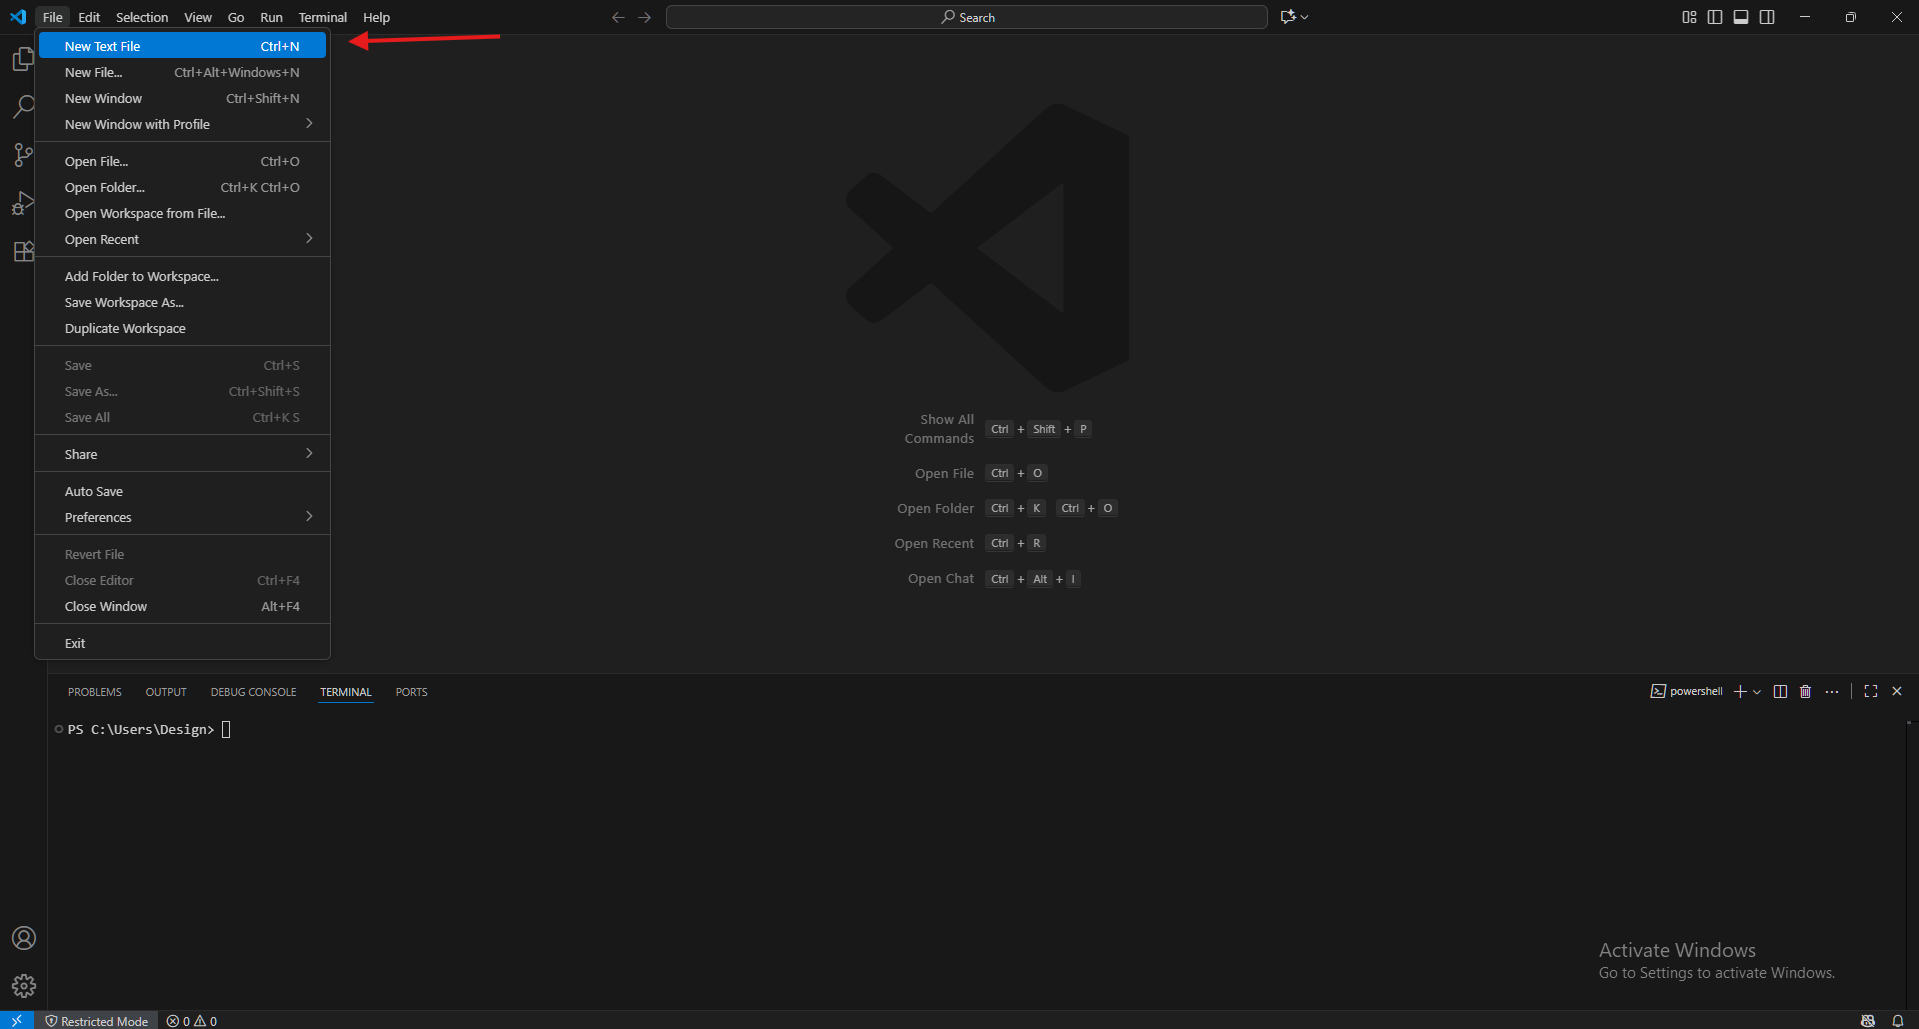 File Edit Selection View Go Run Terminal Help
Search
New Text File Ctrl+N
New File... Ctrl+Alt+Windows+N
New Window Ctrl+Shift+N
New Window with Profile
Open File... Ctrl+O
Open Folder... Ctrl+K Ctrl+O
Open Workspace from File...
Open Recent
Add Folder to Workspace...
Save Workspace As...
Duplicate Workspace
Save Ctrl+S
Save As... Ctrl+Shift+S
Save All Ctrl+K S
Share
Auto Save
Preferences
Revert File
Close Editor Ctrl+F4
Close Window Alt+F4
Exit
Show All
Commands Ctrl + Shift + P
Open File Ctrl + O
Open Folder Ctrl + K Ctrl + O
Open Recent Ctrl + R
Open Chat Ctrl + Alt + I
PROBLEMS OUTPUT DEBUG CONSOLE TERMINAL PORTS
powershell
PS C:\Users\Design>
Activate Windows
Go to Settings to activate Windows.
Restricted Mode 0 0